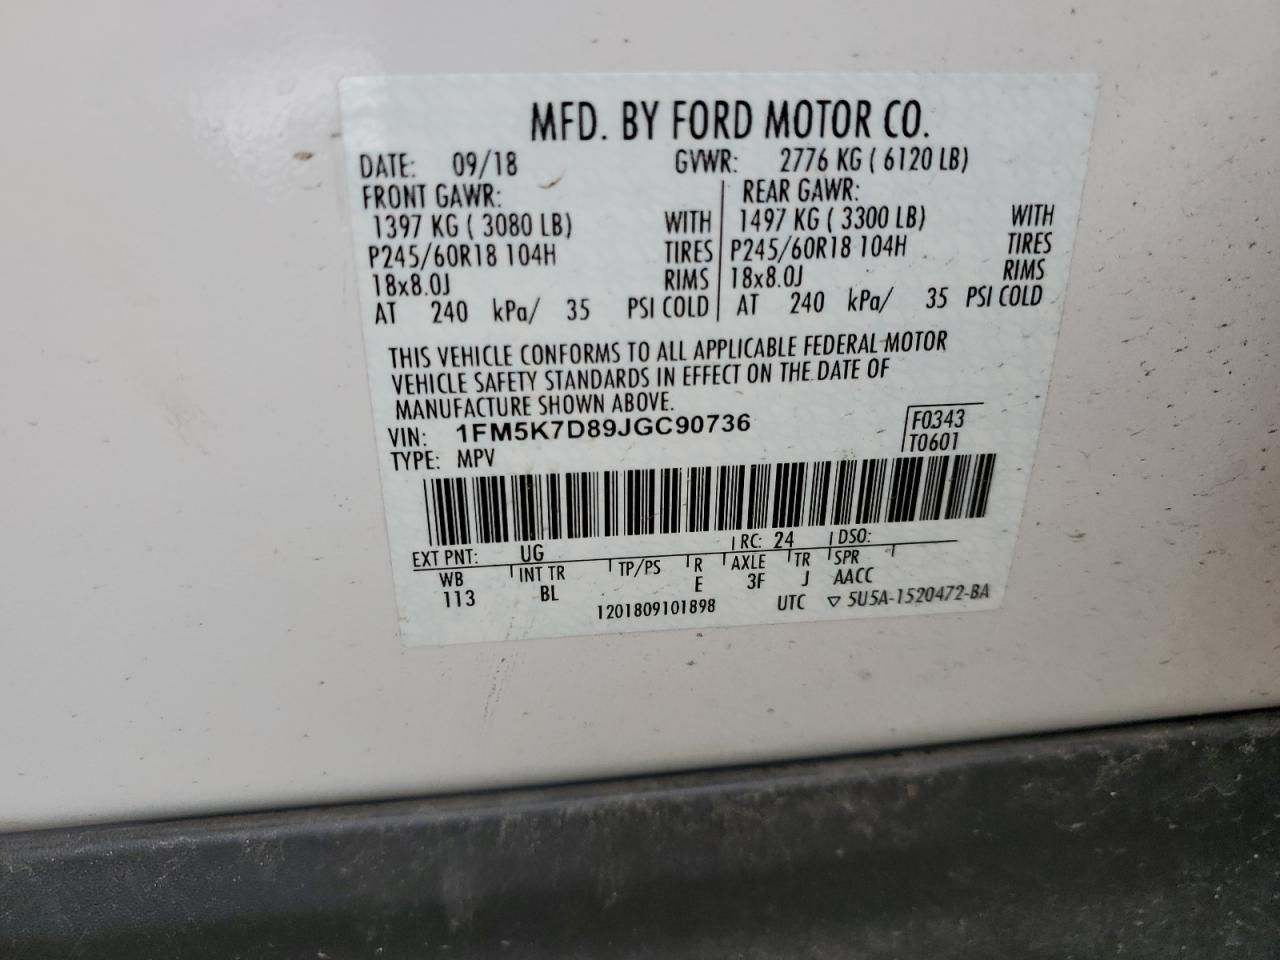 MFD. BY FORD MOTOR CO.
DATE: 09/18 GVWR: 2776 KG ( 6120 LB)
FRONT GAWR: REAR GAWR:
1397 KG ( 3080 LB) WITH 1497 KG ( 3300 LB) WITH
P245/60R18 104H TIRES P245/60R18 104H TIRES
18x8.0J RIMS 18x8.0J RIMS
AT 240 kPa/ 35 PSI COLD AT 240 kPa/ 35 PSI COLD
THIS VEHICLE CONFORMS TO ALL APPLICABLE FEDERAL MOTOR
VEHICLE SAFETY STANDARDS IN EFFECT ON THE DATE OF
MANUFACTURE SHOWN ABOVE.
VIN: 1FM5K7D89JGC90736 F0343
TYPE: MPV T0601
EXT PNT: UG RC: 24 DSO:
WB INT TR TP/PS R AXLE TR SPR
113 BL E 3F J AACC
1201809101898 UTC ▽ 5U5A-1520472-BA